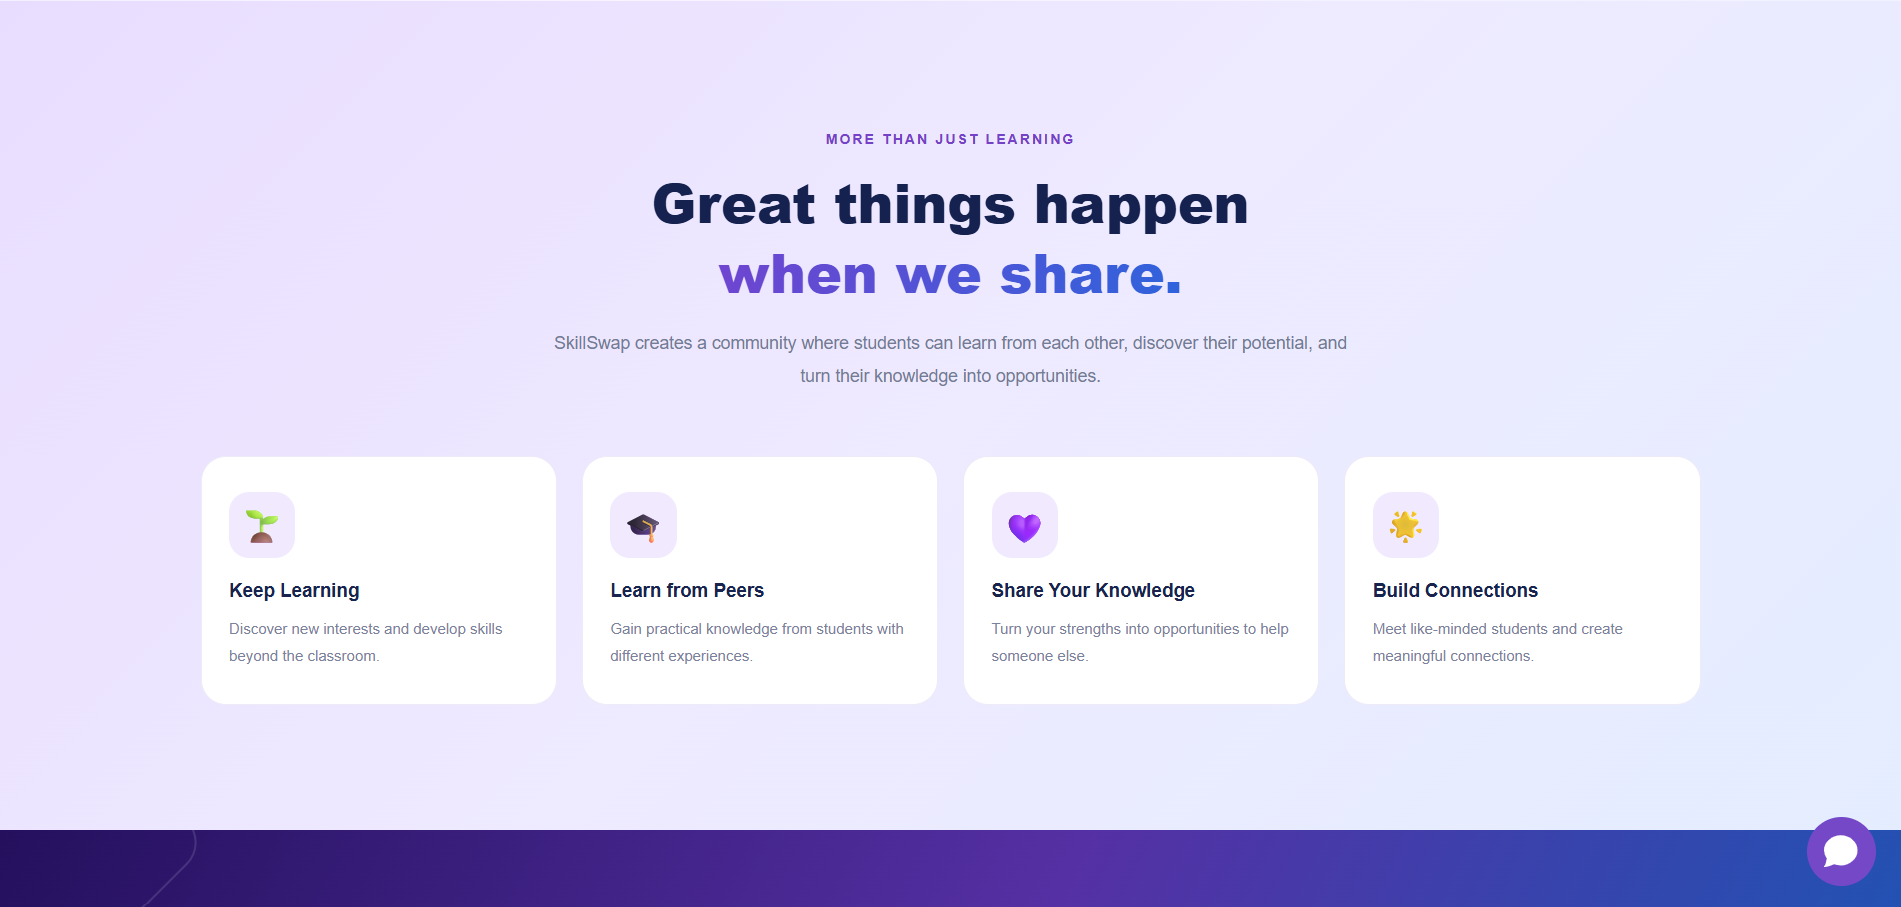 MORE THAN JUST LEARNING
Great things happen
when we share.
SkillSwap creates a community where students can learn from each other, discover their potential, and
turn their knowledge into opportunities.
Keep Learning
Discover new interests and develop skills
beyond the classroom.
Learn from Peers
Gain practical knowledge from students with
different experiences.
Share Your Knowledge
Turn your strengths into opportunities to help
someone else.
Build Connections
Meet like-minded students and create
meaningful connections.